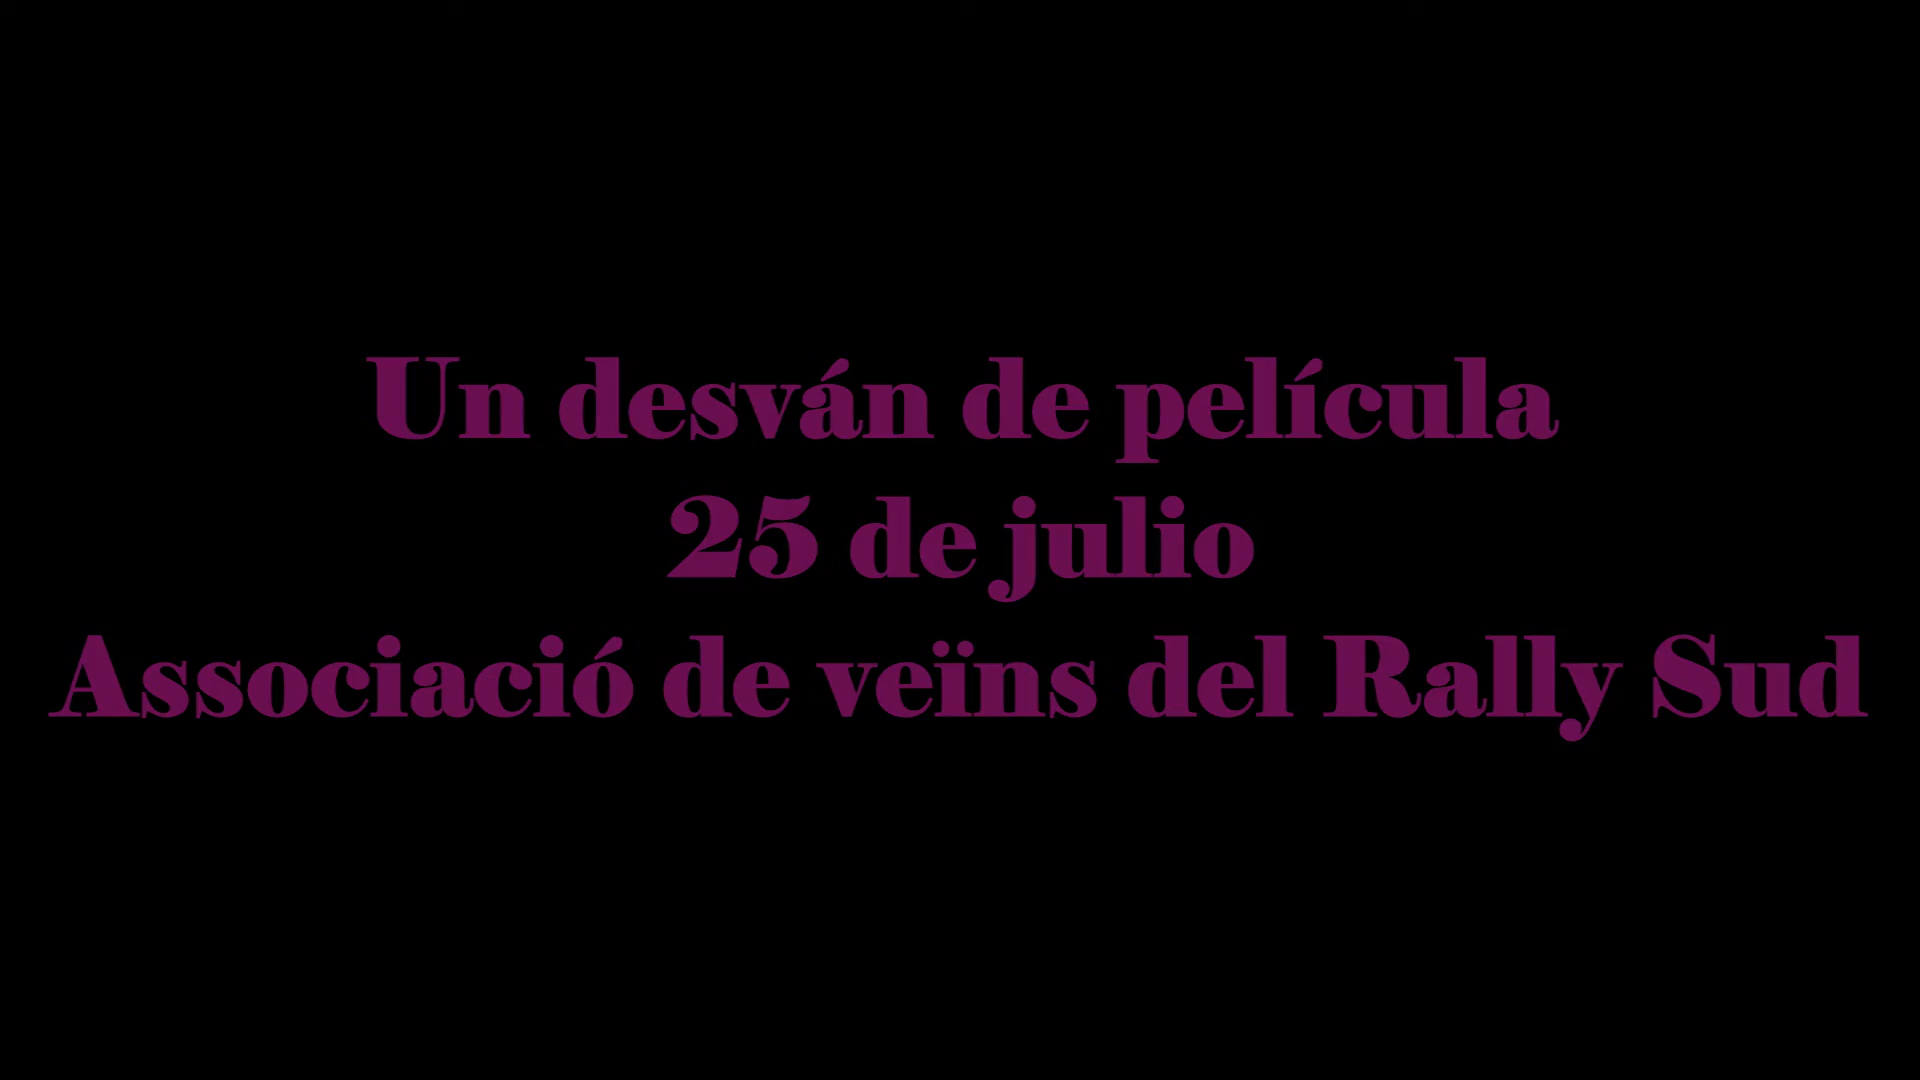 Un desván de película
25 de julio
Associació de veïns del Rally Sud